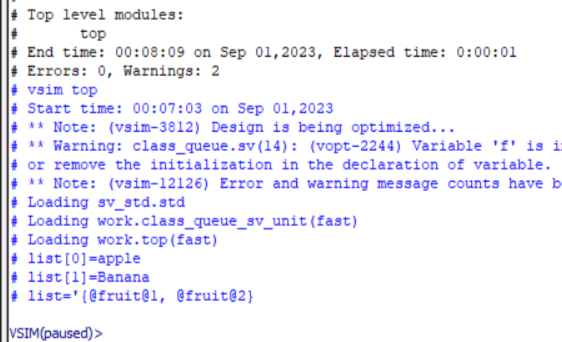 # Top level modules:
# top
# End time: 00:08:09 on Sep 01,2023, Elapsed time: 0:00:01
# Errors: 0, Warnings: 2
# vsim top
# Start time: 00:07:03 on Sep 01,2023
# ** Note: (vsim-3812) Design is being optimized...
# ** Warning: class_queue.sv(14): (vopt-2244) Variable 'f' is
# or remove the initialization in the declaration of variable.
# ** Note: (vsim-12126) Error and warning message counts have
# Loading sv_std.std
# Loading work.class_queue_sv_unit(fast)
# Loading work.top(fast)
# list[0]=apple
# list[1]=Banana
# list='{@fruit@1, @fruit@2}
VSIM(paused)>